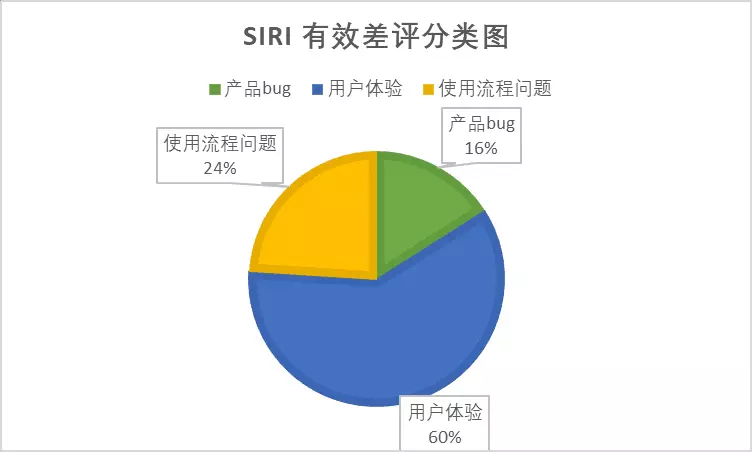 SIRI 有效差评分类图
产品bug 用户体验 使用流程问题
产品bug
16%
使用流程问题
24%
用户体验
60%